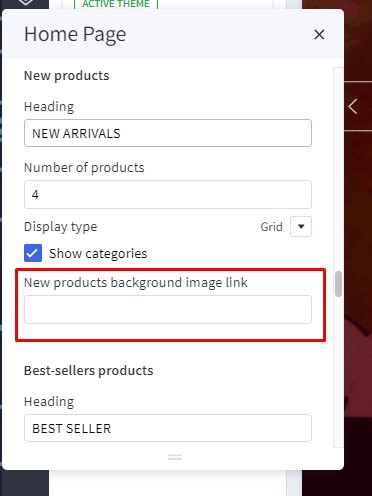 ACTIVE THEME
Home Page
New products
Heading
NEW ARRIVALS
Number of products
4
Display type Grid
Show categories
New products background image link
Best-sellers products
Heading
BEST SELLER